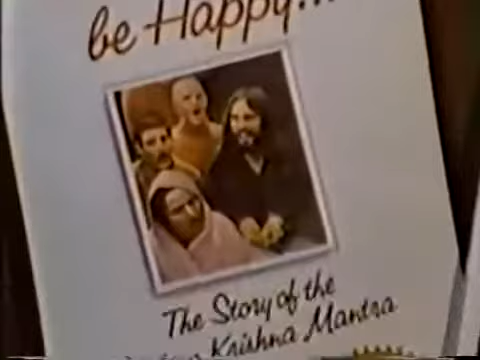 be Happy...
The Story of the
Krishna Mantra